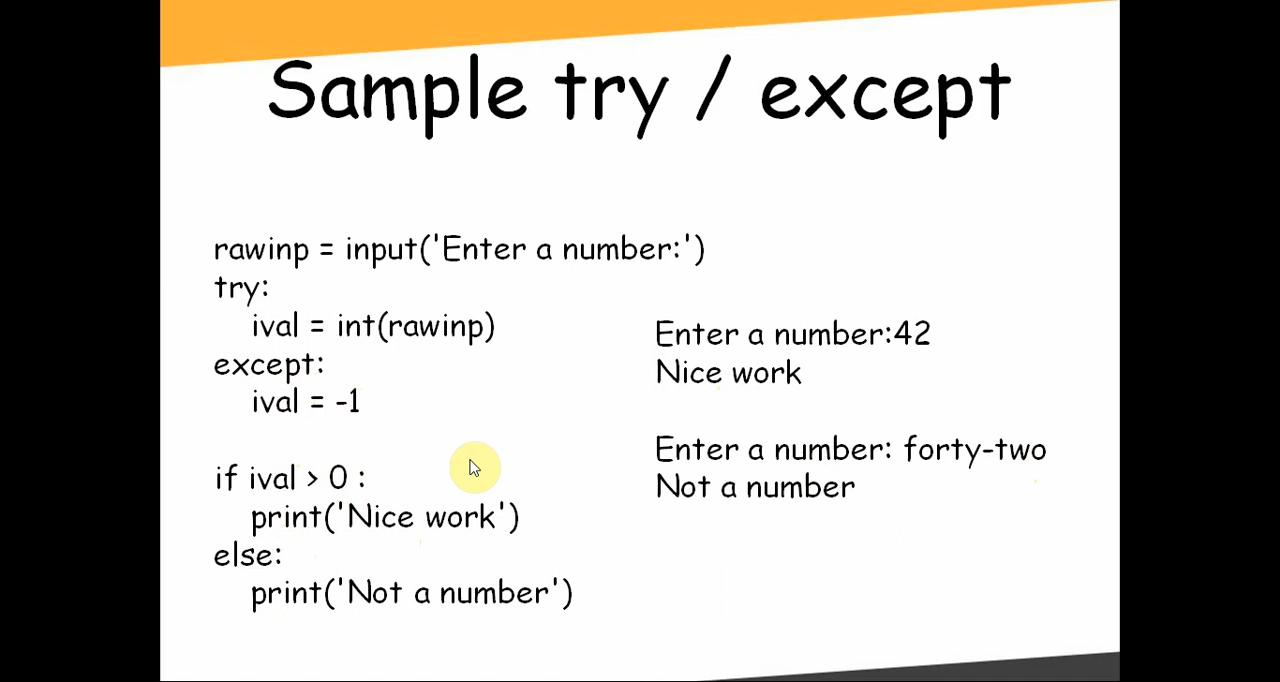 Sample try / except
rawinp = input('Enter a number:')
try:
    ival = int(rawinp)
except:
    ival = -1
if ival > 0 :
    print('Nice work')
else:
    print('Not a number')
Enter a number:42
Nice work
Enter a number: forty-two
Not a number